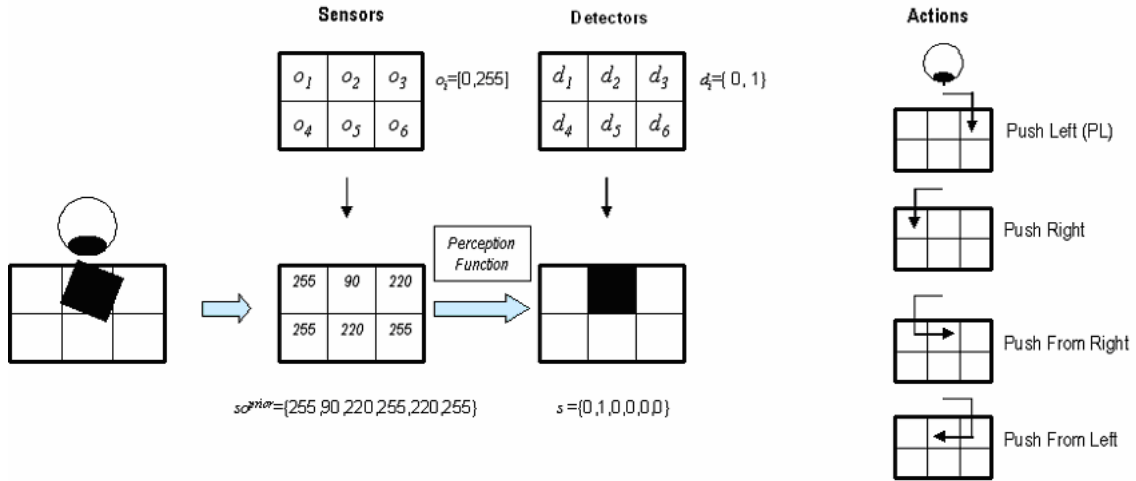 Sensors
Detectors
Actions
o1 o2 o3
o4 o5 o6
oi=[0,255]
d1 d2 d3
d4 d5 d6
di={ 0, 1}
Push Left (PL)
Perception
Function
255 90 220
255 220 255
Push Right
Push From Right
so^prior={255,90,220,255,220,255}
s ={0,1,0,0,0,0}
Push From Left